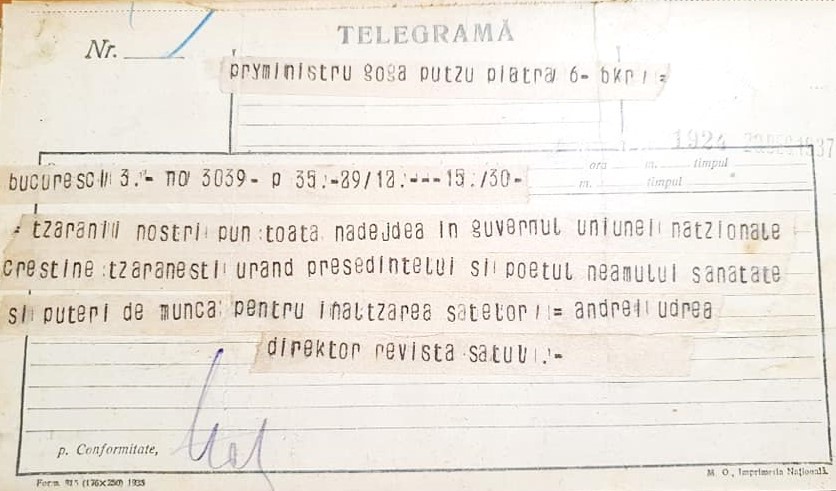 TELEGRAMĂ
Nr.
pryministru goga putzu piatra 6- bkr/ =
1924 29DEC1937
ora m. timpul
m. timpul
bucuresci 3.- no 3039- p 35.-29/12.---15./30-
= tzaranii nostri pun toata nadejdea in guvernul uniunei natzionale
crestine tzaranesti urand presedintelui si poetul neamului sanatate
si puteri de munca pentru inaltzarea satelor/ = andrei udrea
direktor revista satul.-
p. Conformitate,
Form. (176×250) 1935
M. O., Imprimeria Națională.